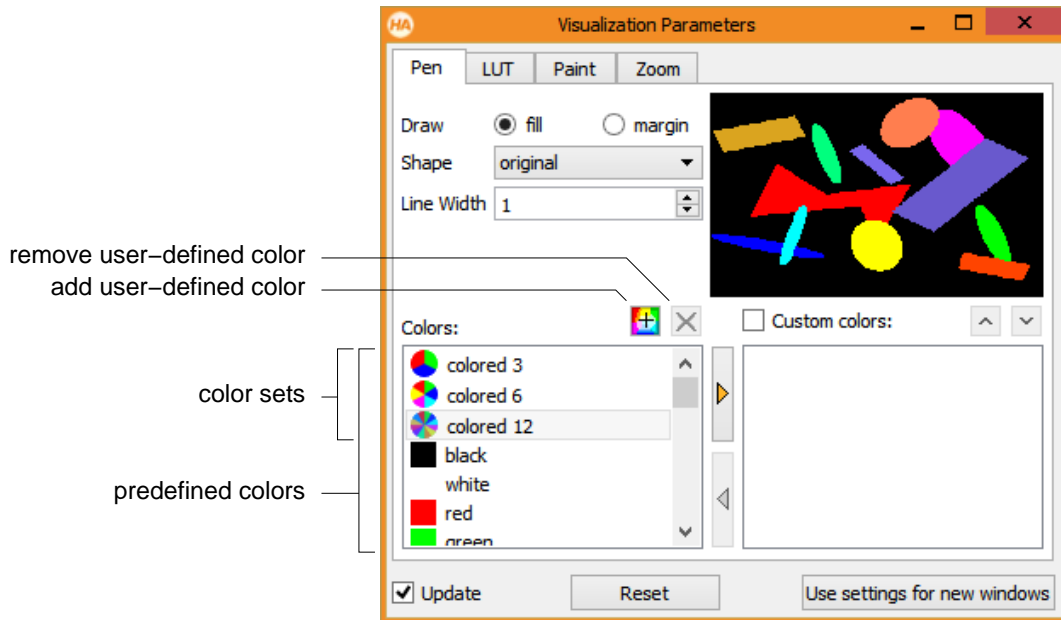 HA Visualization Parameters
Pen LUT Paint Zoom
Draw fill margin
Shape original
Line Width 1
remove user−defined color
add user−defined color
Colors: Custom colors:
colored 3
color sets
colored 6
colored 12
black
predefined colors
white
red
green
Update Reset Use settings for new windows